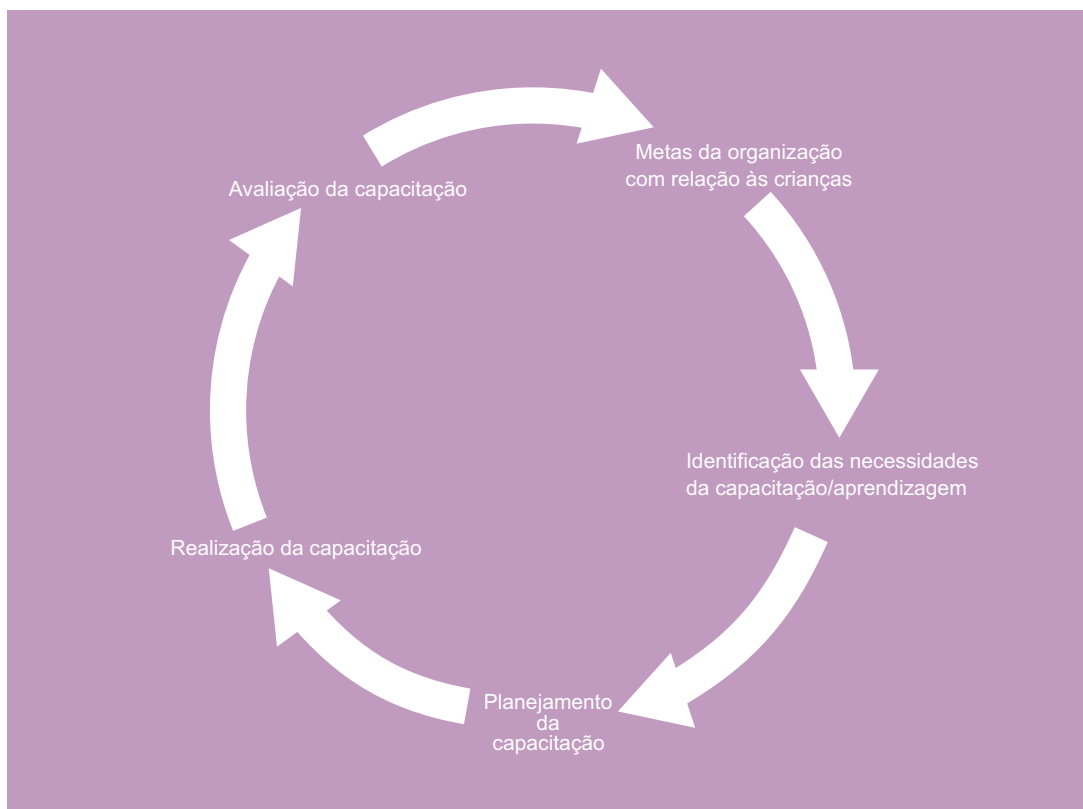 Metas da organização
com relação às crianças
Avaliação da capacitação
Identificação das necessidades
da capacitação/aprendizagem
Realização da capacitação
Planejamento
da
capacitação